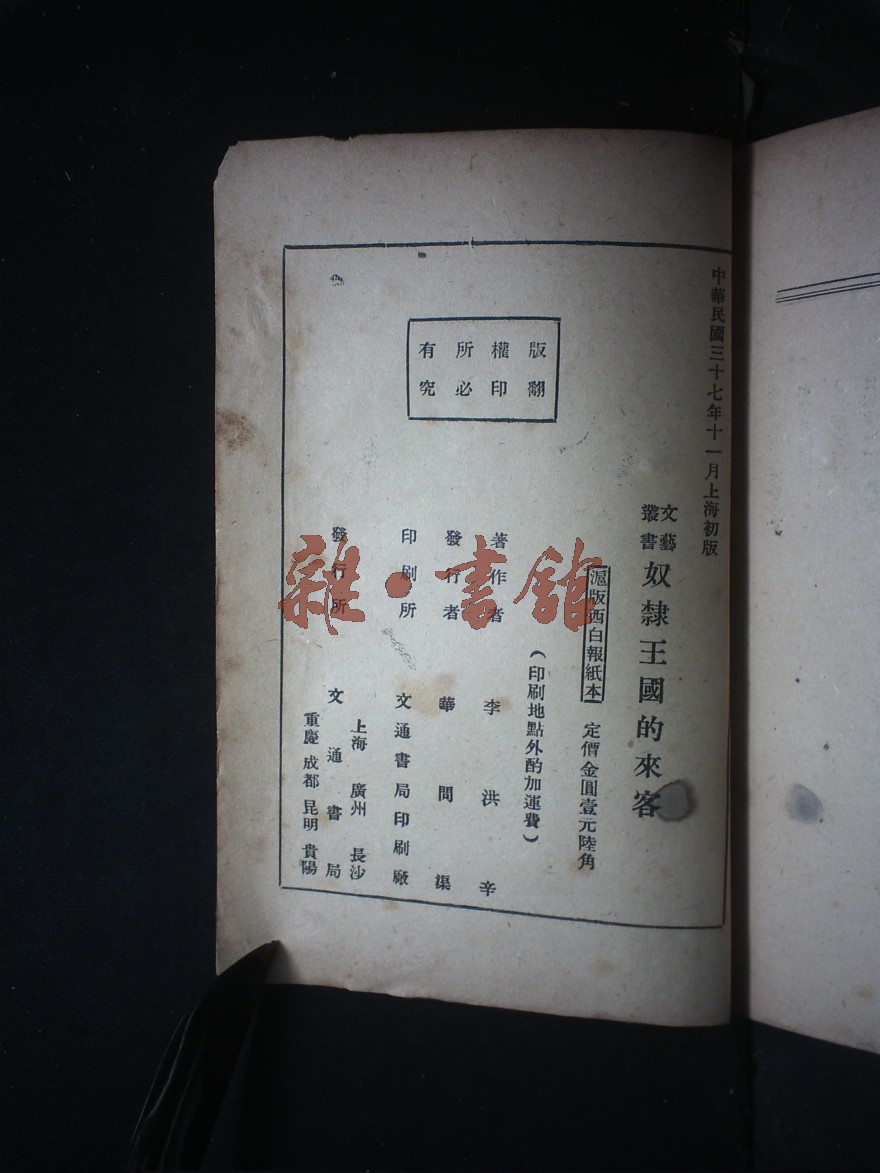 中華民國三十七年十一月上海初版
文藝叢書
奴隸王國的來客
滬版西白報紙本 定價金圓壹元陸角
(印刷地點外酌加運費)
著作者 李洪辛
發行者 華問渠
印刷所 文通書局印刷廠
發行所 文通書局
上海 廣州 長沙
重慶 成都 昆明 貴陽
版權所有
翻印必究
雜·書館